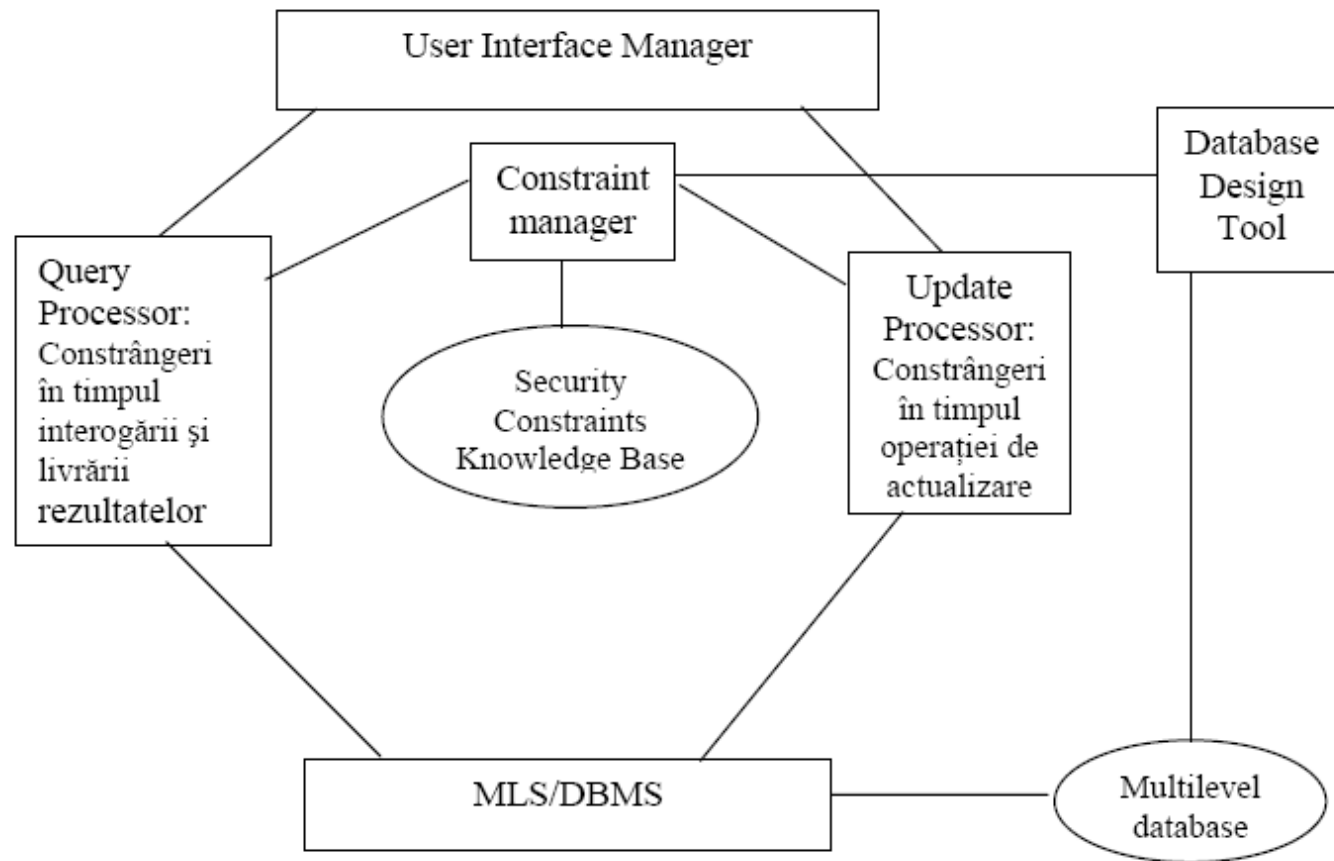 User Interface Manager
Constraint
manager
Database
Design
Tool
Query
Processor:
Constrângeri
în timpul
interogării şi
livrării
rezultatelor
Security
Constraints
Knowledge Base
Update
Processor:
Constrângeri
în timpul
operației de
actualizare
MLS/DBMS
Multilevel
database